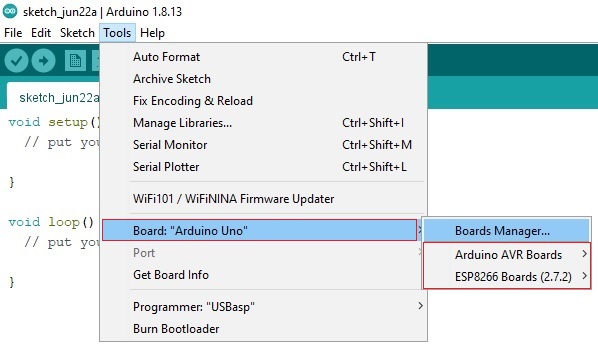 sketch_jun22a | Arduino 1.8.13
File Edit Sketch Tools Help
sketch_jun22a
void setup()
// put you
}
void loop()
// put you
}
Auto Format Ctrl+T
Archive Sketch
Fix Encoding & Reload
Manage Libraries... Ctrl+Shift+I
Serial Monitor Ctrl+Shift+M
Serial Plotter Ctrl+Shift+L
WiFi101 / WiFiNINA Firmware Updater
Board: "Arduino Uno"
Port
Get Board Info
Programmer: "USBasp"
Burn Bootloader
Boards Manager...
Arduino AVR Boards
ESP8266 Boards (2.7.2)